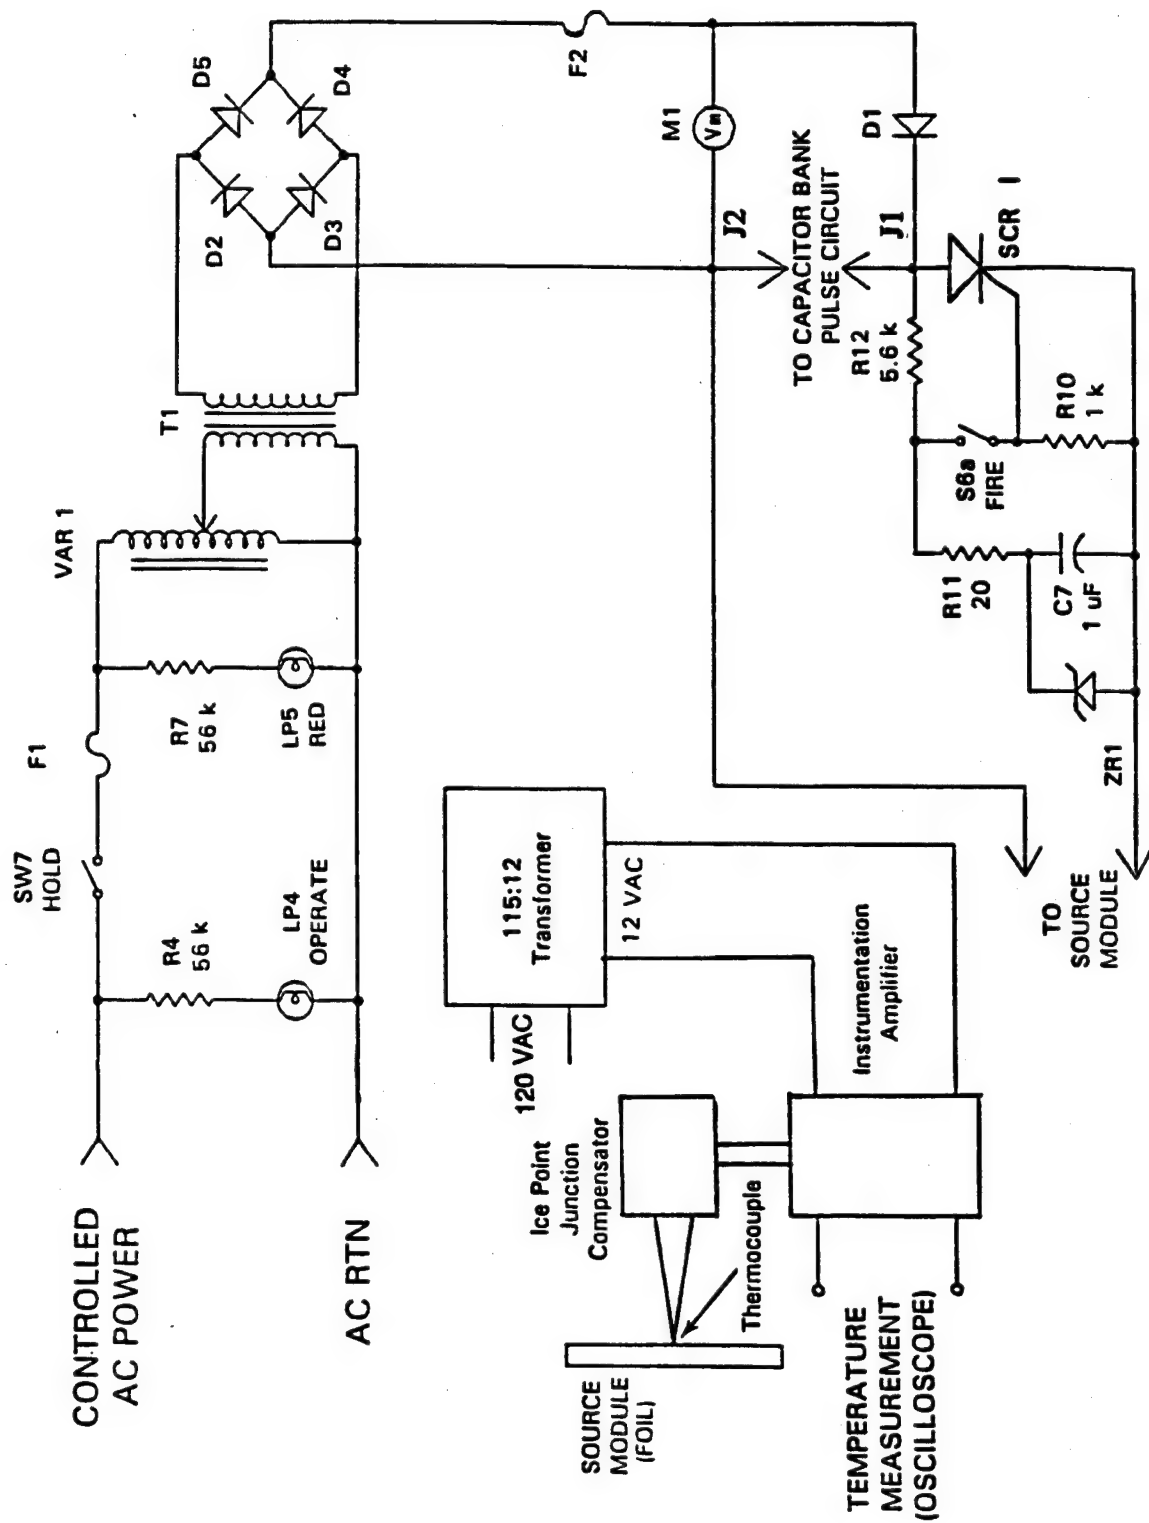 CONTROLLED
AC POWER
AC RTN
SW7
HOLD
F1
R4
56 k
LP4
OPERATE
R7
56 k
LP5
RED
VAR 1
T1
D5
D4
D2
D3
F2
M1
Vm
D1
J2
TO CAPACITOR BANK
PULSE CIRCUIT
J1
R12
5.6 k
SCR 1
S6a
FIRE
R10
1 k
R11
20
C7
1 uF
ZR1
TO
SOURCE
MODULE
115:12
Transformer
12 VAC
120 VAC
Ice Point
Junction
Compensator
Instrumentation
Amplifier
Thermocouple
SOURCE
MODULE
(FOIL)
TEMPERATURE
MEASUREMENT
(OSCILLOSCOPE)